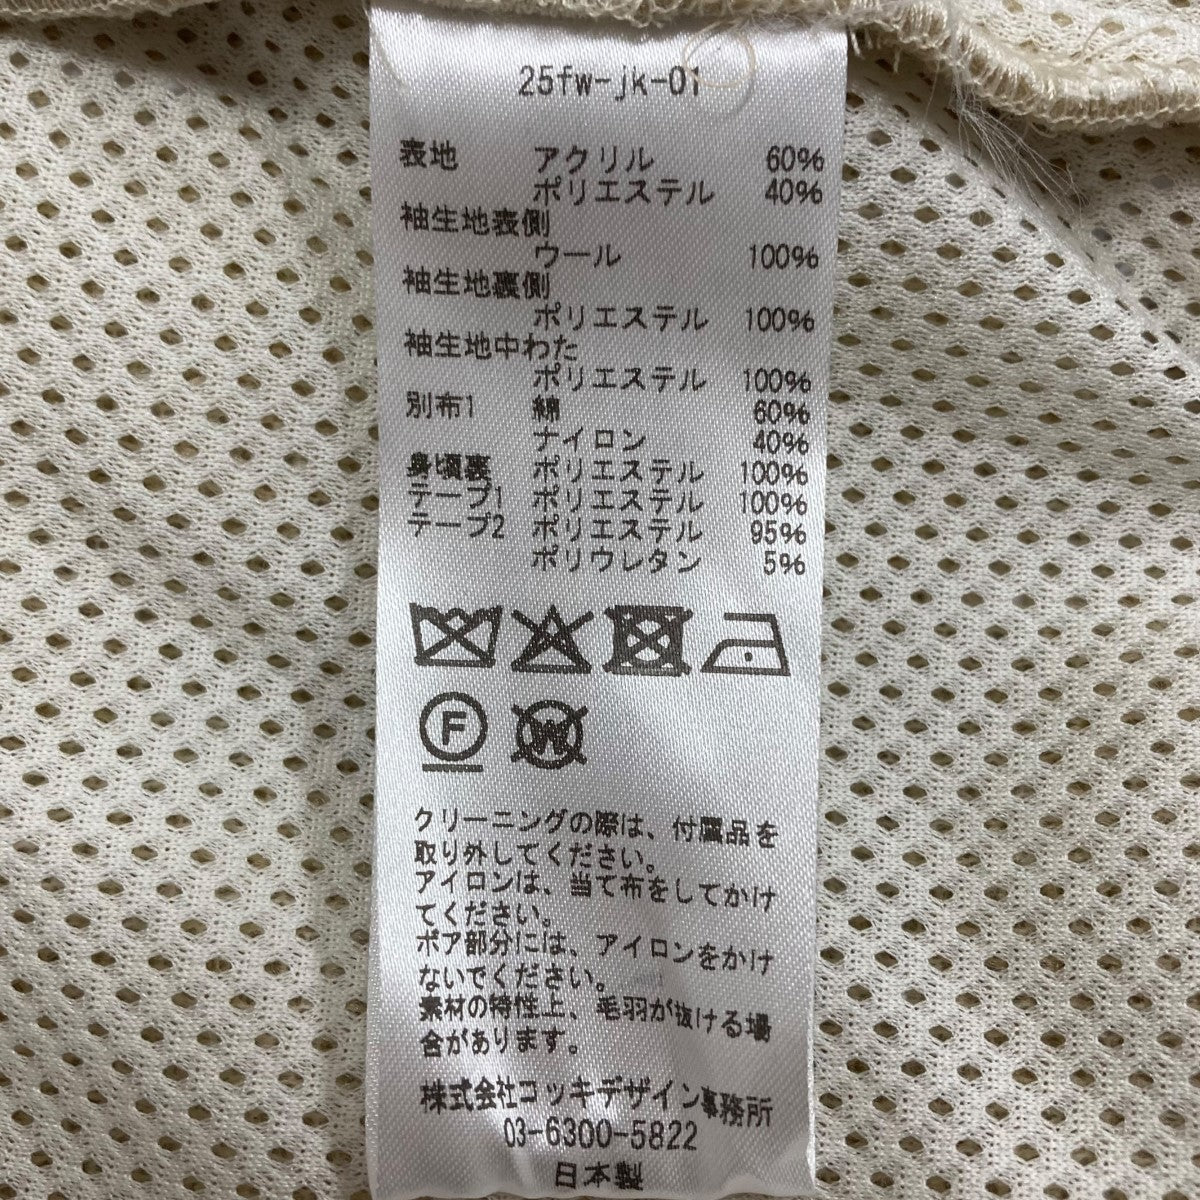 25fw-jk-01
表地 アクリル 60%
ポリエステル 40%
袖生地表側
ウール 100%
袖生地裏側
ポリエステル 100%
袖生地中わた
ポリエステル 100%
別布1 綿 60%
ナイロン 40%
身頃裏 ポリエステル 100%
テープ1 ポリエステル 100%
テープ2 ポリエステル 95%
ポリウレタン 5%
F W
クリーニングの際は、付属品を
取り外してください。
アイロンは、当て布をしてかけ
てください。
ボア部分には、アイロンをかけ
ないでください。
素材の特性上、毛羽が抜ける場
合があります。
株式会社コッキデザイン事務所
03-6300-5822
日本製